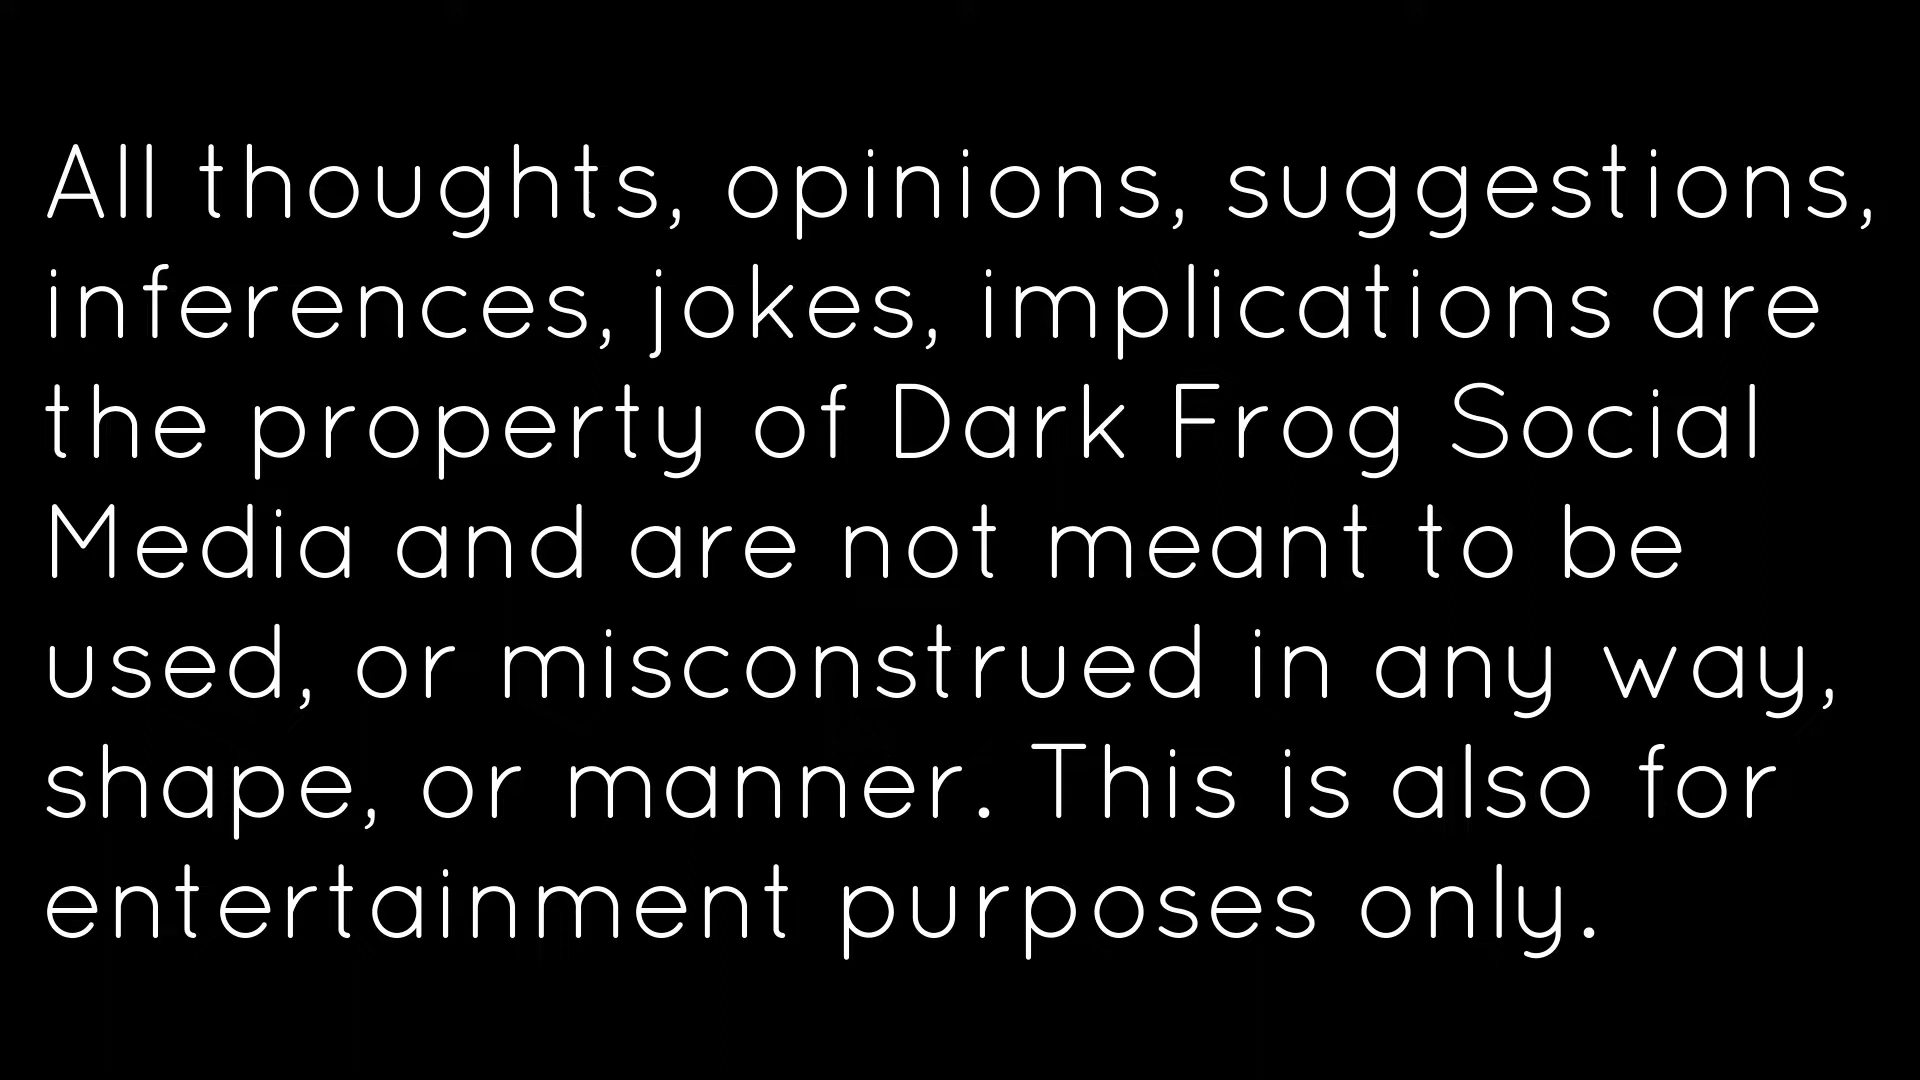 All thoughts, opinions, suggestions,
inferences, jokes, implications are
the property of Dark Frog Social
Media and are not meant to be
used, or misconstrued in any way,
shape, or manner. This is also for
entertainment purposes only.